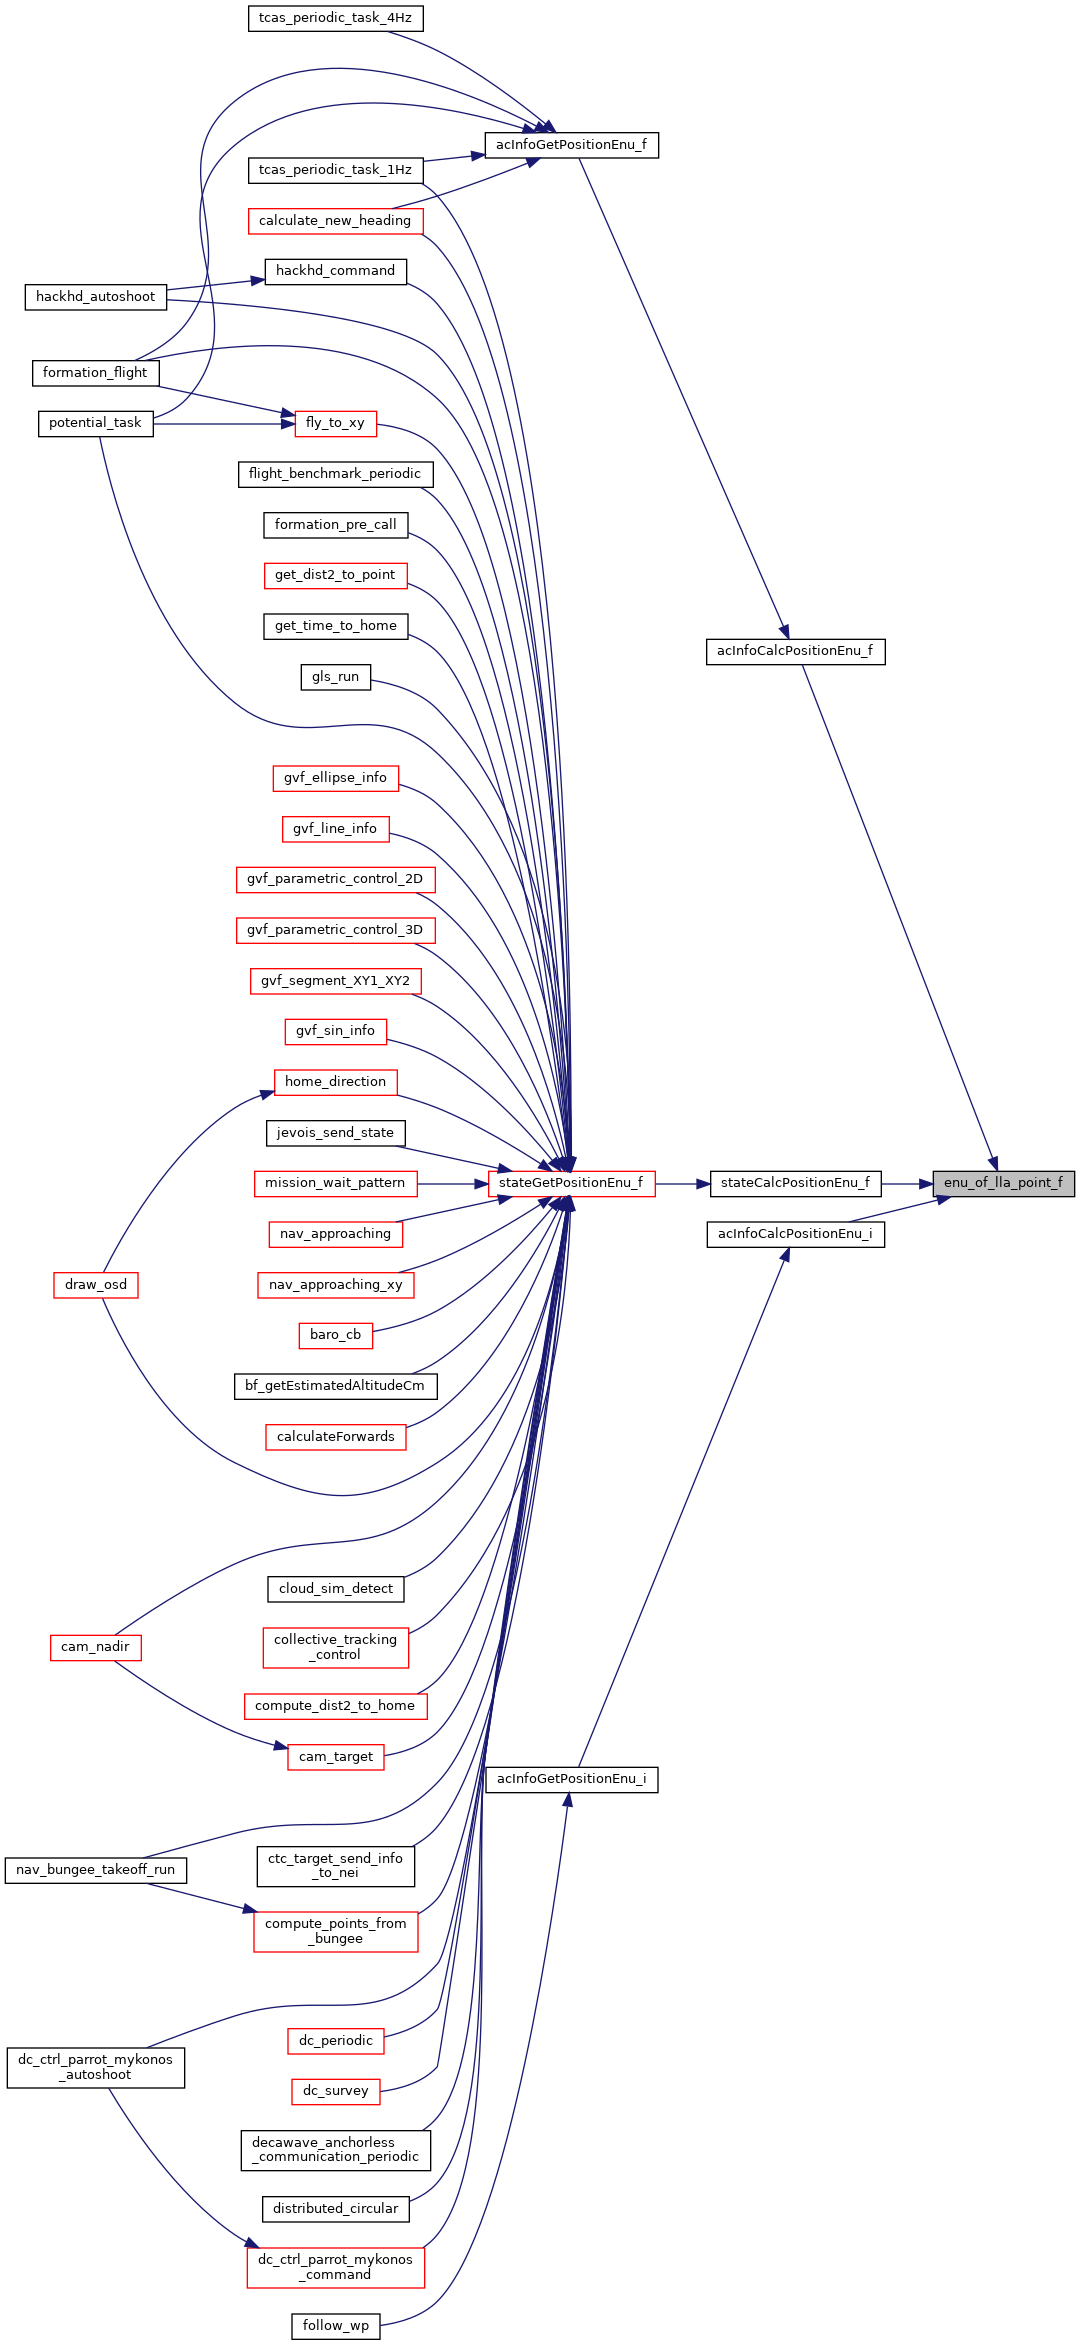 tcas_periodic_task_4Hz
acInfoGetPositionEnu_f
tcas_periodic_task_1Hz
calculate_new_heading
hackhd_command
hackhd_autoshoot
formation_flight
potential_task
fly_to_xy
flight_benchmark_periodic
formation_pre_call
get_dist2_to_point
get_time_to_home
acInfoCalcPositionEnu_f
gls_run
gvf_ellipse_info
gvf_line_info
gvf_parametric_control_2D
gvf_parametric_control_3D
gvf_segment_XY1_XY2
gvf_sin_info
home_direction
jevois_send_state
mission_wait_pattern
stateGetPositionEnu_f
stateCalcPositionEnu_f
enu_of_lla_point_f
nav_approaching
acInfoCalcPositionEnu_i
draw_osd
nav_approaching_xy
baro_cb
bf_getEstimatedAltitudeCm
calculateForwards
cloud_sim_detect
cam_nadir
collective_tracking
_control
compute_dist2_to_home
cam_target
acInfoGetPositionEnu_i
nav_bungee_takeoff_run
ctc_target_send_info
_to_nei
compute_points_from
_bungee
dc_periodic
dc_ctrl_parrot_mykonos
_autoshoot
dc_survey
decawave_anchorless
_communication_periodic
distributed_circular
dc_ctrl_parrot_mykonos
_command
follow_wp